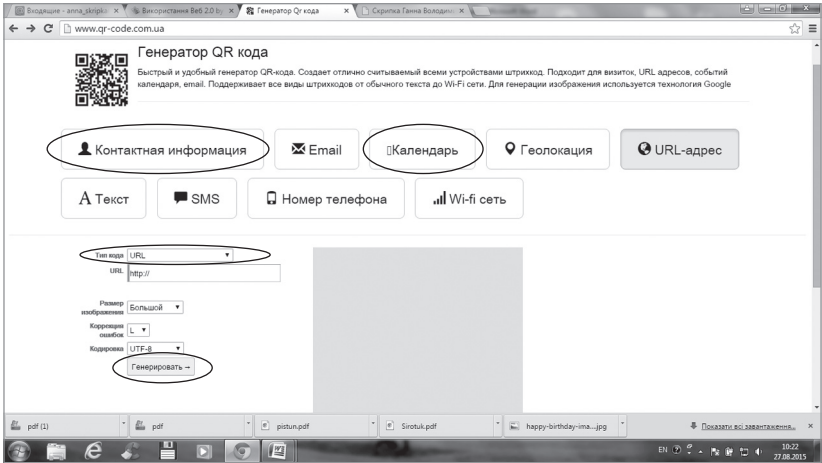 Входящие - anna_skripka
Використання Веб 2.0 в
Генератор Qr кода
Скрипка Ганна Володими
www.qr-code.com.ua
Генератор QR кода
Быстрый и удобный генератор QR-кода. Создает отлично считываемый всеми устройствами штрихкод. Подходит для визиток, URL адресов, событий
календаря, email. Поддерживает все виды штрихкодов от обычного текста до Wi-Fi сети. Для генерации изображения используется технология Google
Контактная информация
Email
Календарь
Геолокация
URL-адрес
A Текст
SMS
Номер телефона
Wi-fi сеть
Тип кода URL
URL http://
Размер
изображения Большой
Коррекция
ошибок L
Кодировка UTF-8
Генерировать →
pdf (1)
pdf
pistun.pdf
Sirotuk.pdf
happy-birthday-ima....jpg
Показати всі завантаження...
EN
10:22
27.08.2015